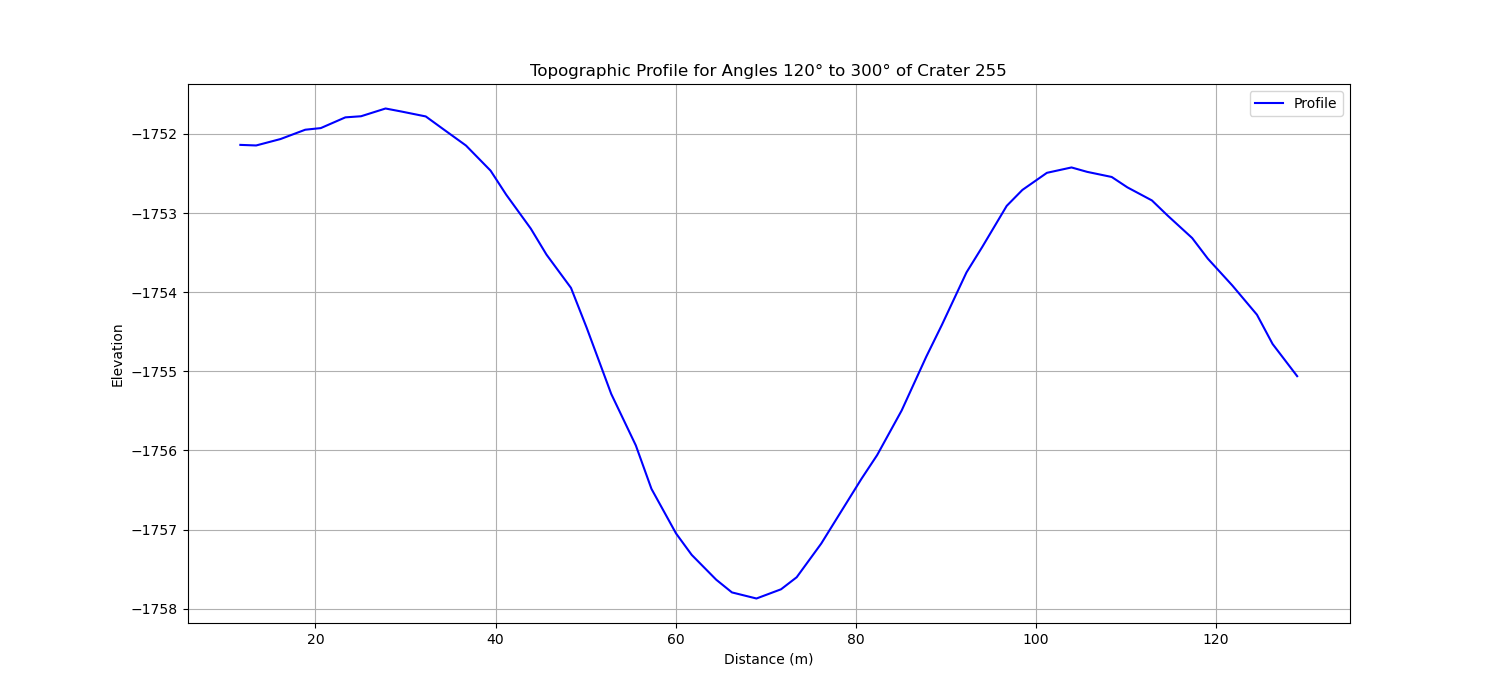 Topographic Profile for Angles 120° to 300° of Crater 255
Profile
−1752
−1753
−1754
−1755
−1756
−1757
−1758
Elevation
20 40 60 80 100 120
Distance (m)